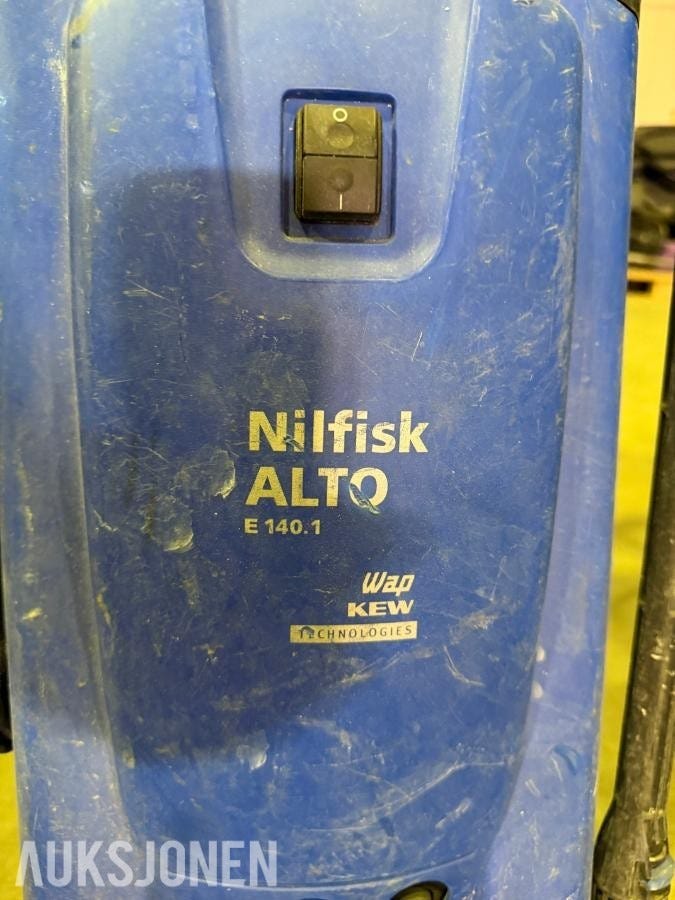 O
I
Nilfisk
ALTO
E 140.1
Wap
KEW
TECHNOLOGIES
AUKSJONEN